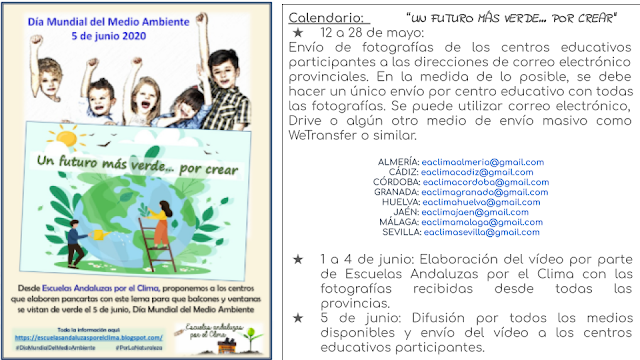 Día Mundial del Medio Ambiente
5 de junio 2020
Un futuro más verde... por crear
Desde Escuelas Andaluzas por el Clima, proponemos a los centros
que elaboren pancartas con este lema para que balcones y ventanas
se vistan de verde el 5 de junio, Día Mundial del Medio Ambiente
Toda la información aquí:
https://escuelasandaluzasporelclima.blogspot.com/
#DiaMundialDelMedioAmbiente #PorLaNaturaleza
Escuelas andaluzas
por el Clima
Calendario: "UN FUTURO MÁS VERDE... POR CREAR"
★ 12 a 28 de mayo:
Envío de fotografías de los centros educativos
participantes a las direcciones de correo electrónico
provinciales. En la medida de lo posible, se debe
hacer un único envío por centro educativo con todas
las fotografías. Se puede utilizar correo electrónico,
Drive o algún otro medio de envío masivo como
WeTransfer o similar.
ALMERÍA: eaclimaalmeria@gmail.com
CÁDIZ: eaclimacadiz@gmail.com
CÓRDOBA: eaclimacordoba@gmail.com
GRANADA: eaclimagranada@gmail.com
HUELVA: eaclimahuelva@gmail.com
JAÉN: eaclimajaen@gmail.com
MÁLAGA: eaclimamalaga@gmail.com
SEVILLA: eaclimasevilla@gmail.com
★ 1 a 4 de junio: Elaboración del vídeo por parte
de Escuelas Andaluzas por el Clima con las
fotografías recibidas desde todas las
provincias.
★ 5 de junio: Difusión por todos los medios
disponibles y envío del vídeo a los centros
educativos participantes.